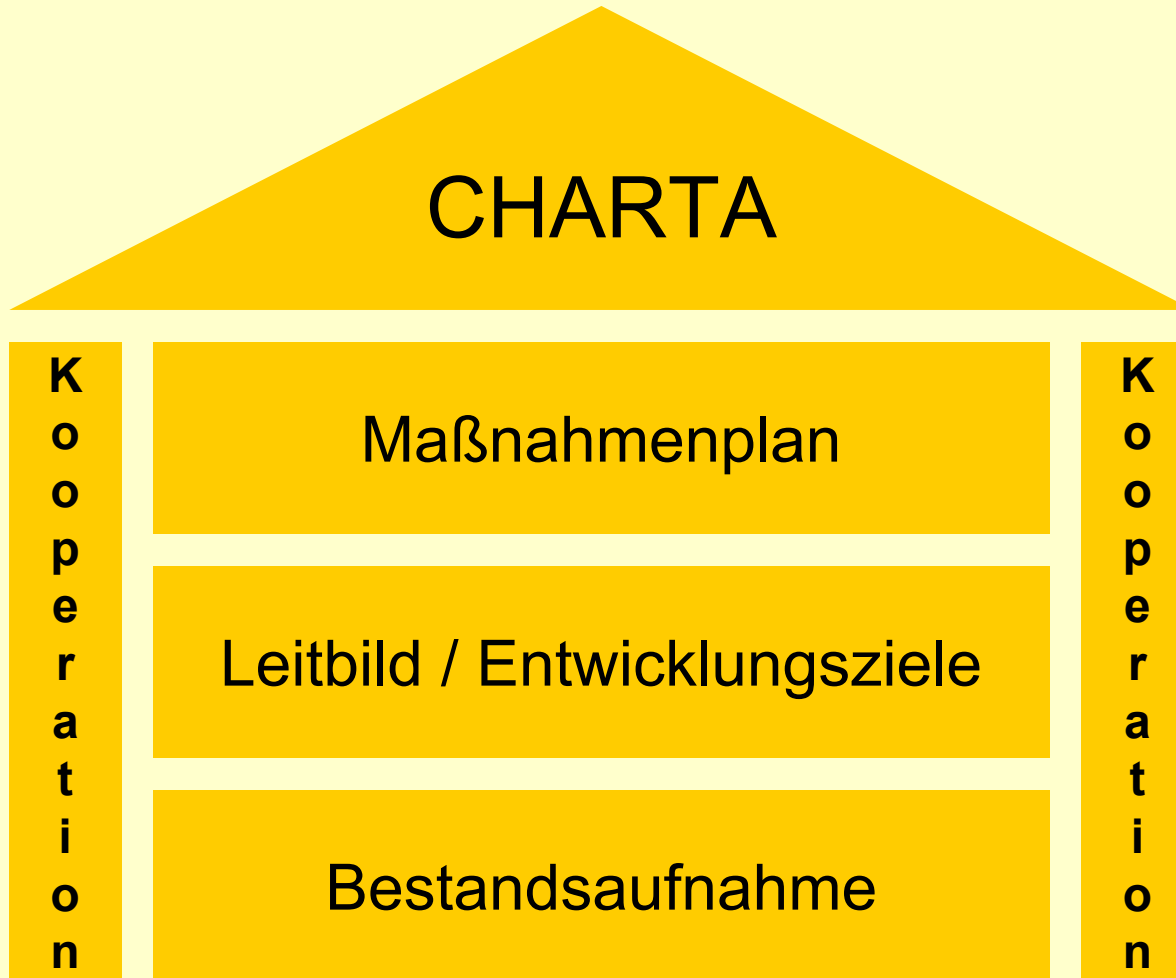 CHARTA
Kooperation
Maßnahmenplan
Leitbild / Entwicklungsziele
Bestandsaufnahme
Kooperation